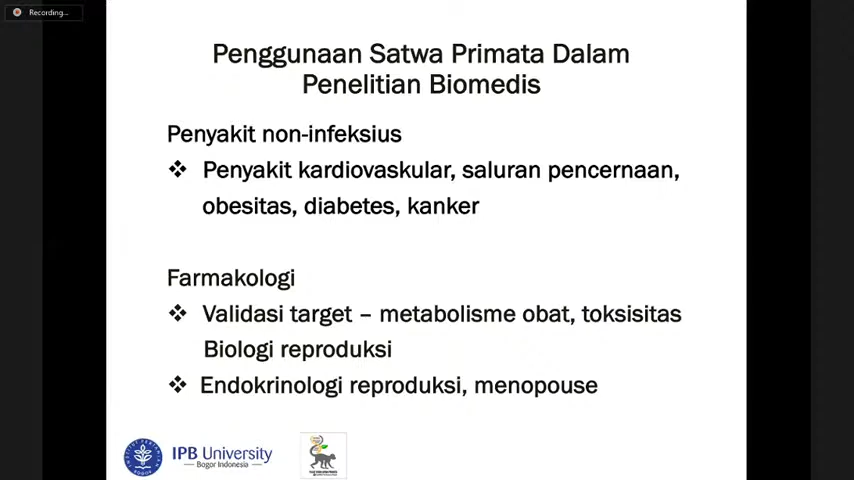 Recording...
Penggunaan Satwa Primata Dalam
Penelitian Biomedis
Penyakit non-infeksius
❖ Penyakit kardiovaskular, saluran pencernaan,
obesitas, diabetes, kanker
Farmakologi
❖ Validasi target – metabolisme obat, toksisitas
Biologi reproduksi
❖ Endokrinologi reproduksi, menopouse
IPB University
Bogor Indonesia